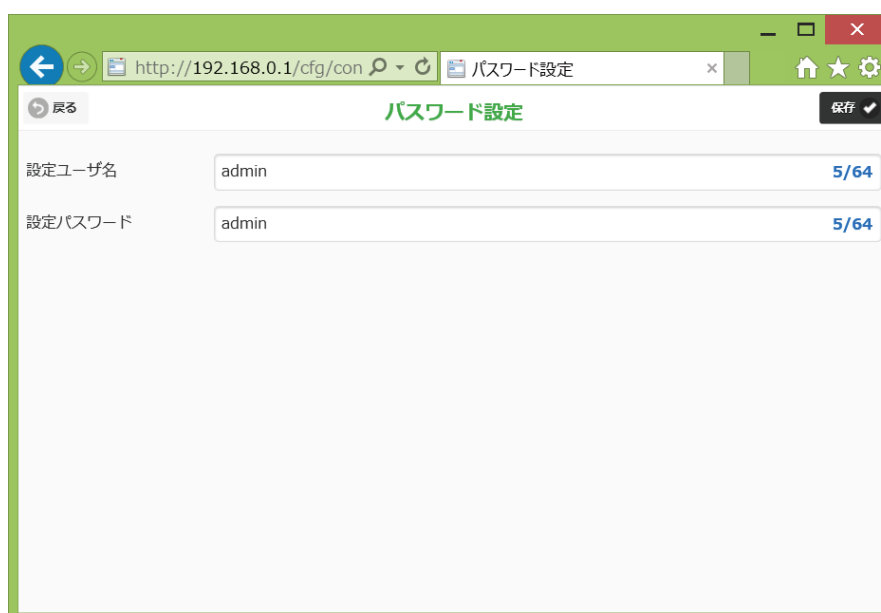 http://192.168.0.1/cfg/con パスワード設定
戻る パスワード設定 保存
設定ユーザ名 admin 5/64
設定パスワード admin 5/64